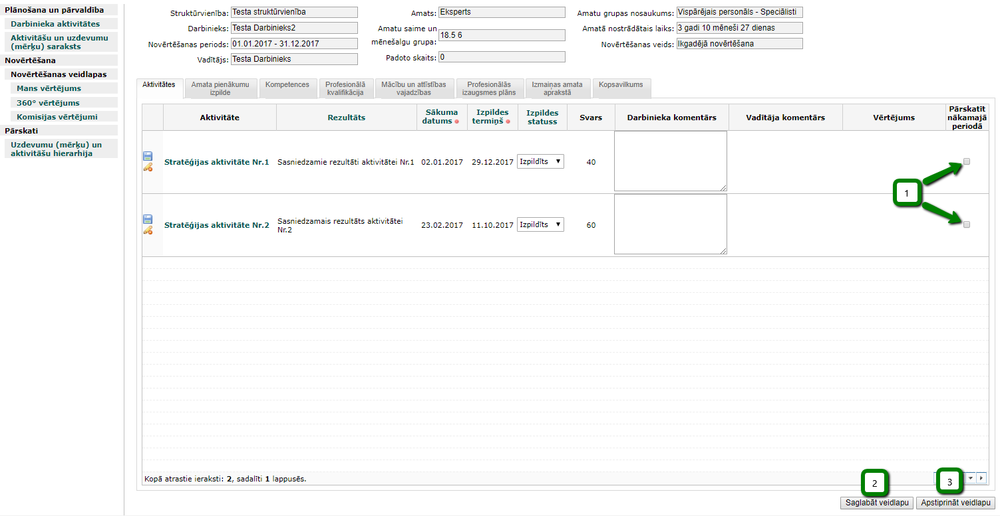 Plānošana un pārvaldība
Darbinieka aktivitātes
Aktivitāšu un uzdevumu
(mērķu) saraksts
Novērtēšana
Novērtēšanas veidlapas
Mans vērtējums
360° vērtējums
Komisijas vērtējumi
Pārskati
Uzdevumu (mērķu) un
aktivitāšu hierarhija
Struktūrvienība: Testa struktūrvienība
Darbinieks: Testa Darbinieks2
Novērtēšanas periods: 01.01.2017 - 31.12.2017
Vadītājs: Testa Darbinieks
Amats: Eksperts
Amatu saime un
mēnešalgu grupa: 18.5 6
Padoto skaits: 0
Amatu grupas nosaukums: Vispārējais personāls - Speciālisti
Amatā nostrādātais laiks: 3 gadi 10 mēneši 27 dienas
Novērtēšanas veids: Ikgadējā novērtēšana
Aktivitātes
Amata pienākumu
izpilde
Kompetences
Profesionālā
kvalifikācija
Mācību un attīstības
vajadzības
Profesionālās
izaugsmes plāns
Izmaiņas amata
aprakstā
Kopsavilkums
Aktivitāte
Rezultāts
Sākuma
datums
Izpildes
termiņš
Izpildes
statuss
Svars
Darbinieka komentārs
Vadītāja komentārs
Vērtējums
Pārskatīt
nākamajā
periodā
Stratēģijas aktivitāte Nr.1
Sasniedzamie rezultāti aktivitātei Nr.1
02.01.2017
29.12.2017
Izpildīts
40
1
Stratēģijas aktivitāte Nr.2
Sasniedzamais rezultāts aktivitātei
Nr.2
23.02.2017
11.10.2017
Izpildīts
60
Kopā atrastie ieraksti: 2, sadalīti 1 lappusēs.
2
3
Saglabāt veidlapu
Apstiprināt veidlapu